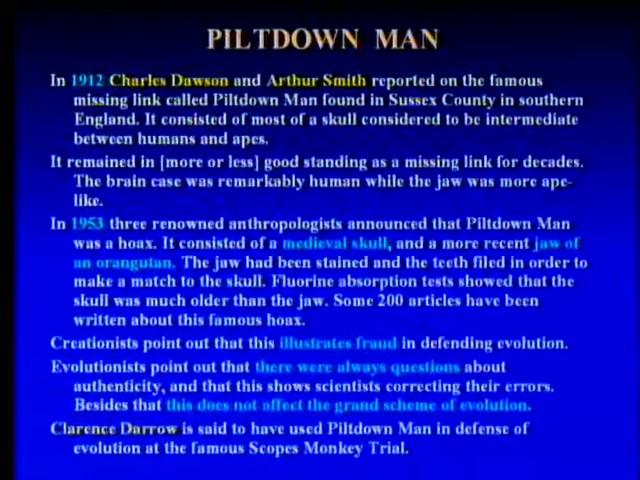 PILTDOWN MAN
In 1912 Charles Dawson and Arthur Smith reported on the famous
missing link called Piltdown Man found in Sussex County in southern
England. It consisted of most of a skull considered to be intermediate
between humans and apes.
It remained in [more or less] good standing as a missing link for decades.
The brain case was remarkably human while the jaw was more ape-
like.
In 1953 three renowned anthropologists announced that Piltdown Man
was a hoax. It consisted of a medieval skull, and a more recent jaw of
an orangutan. The jaw had been stained and the teeth filed in order to
make a match to the skull. Fluorine absorption tests showed that the
skull was much older than the jaw. Some 200 articles have been
written about this famous hoax.
Creationists point out that this illustrates fraud in defending evolution.
Evolutionists point out that there were always questions about
authenticity, and that this shows scientists correcting their errors.
Besides that this does not affect the grand scheme of evolution.
Clarence Darrow is said to have used Piltdown Man in defense of
evolution at the famous Scopes Monkey Trial.